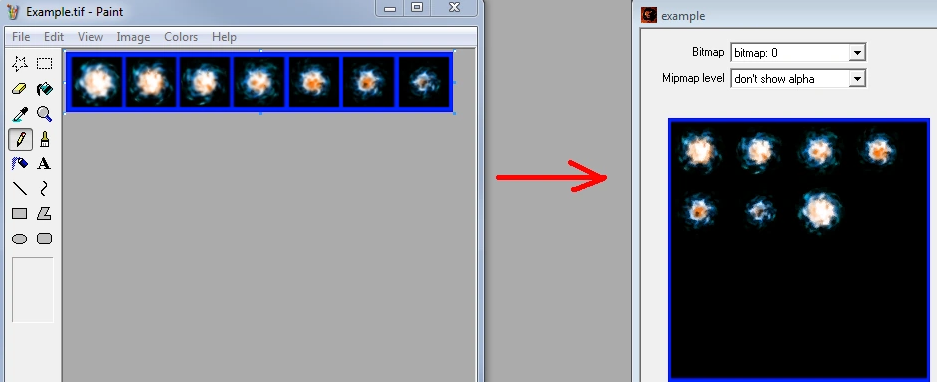 Example.tif - Paint
File Edit View Image Colors Help
A
example
Bitmap bitmap: 0
Mipmap level don't show alpha